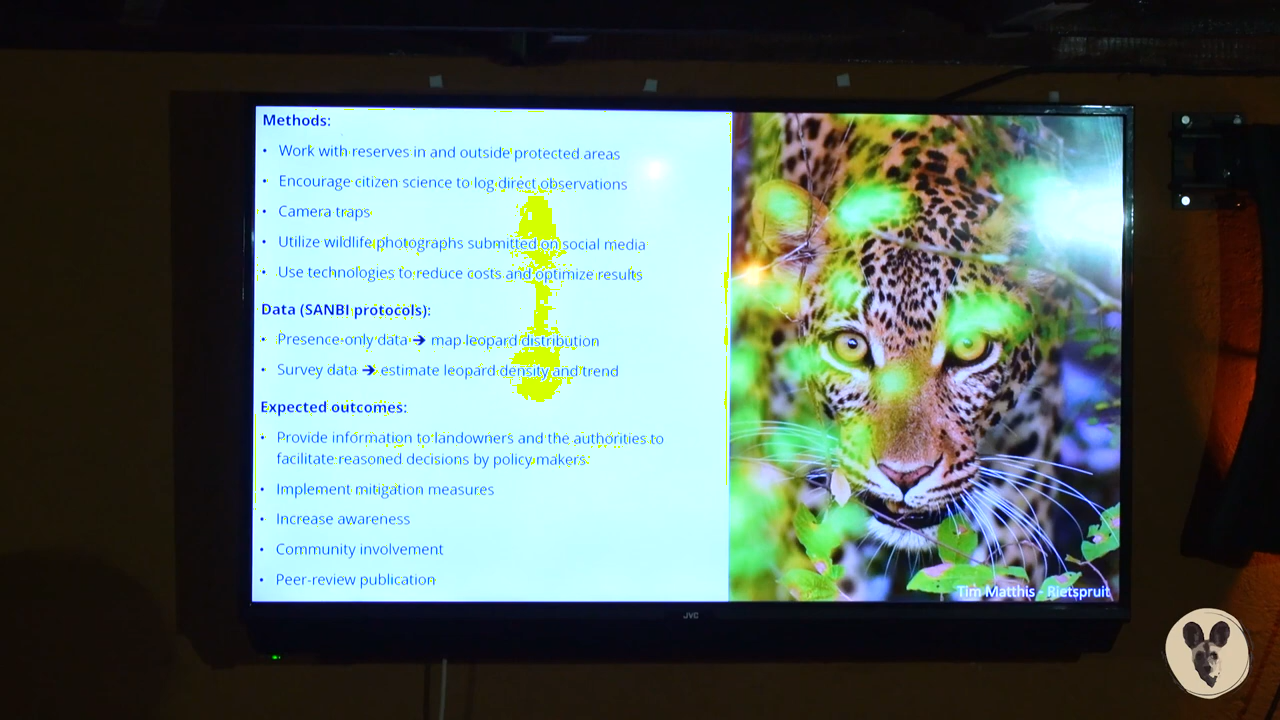 Methods:
• Work with reserves in and outside protected areas
• Encourage citizen science to log direct observations
• Camera traps
• Utilize wildlife photographs submitted on social media
• Use technologies to reduce costs and optimize results
Data (SANBI protocols):
• Presence-only data ➔ map leopard distribution
• Survey data ➔ estimate leopard density and trend
Expected outcomes:
• Provide information to landowners and the authorities to
facilitate reasoned decisions by policy makers.
• Implement mitigation measures
• Increase awareness
• Community involvement
• Peer-review publication
Tim Matthis - Rietspruit
JVC